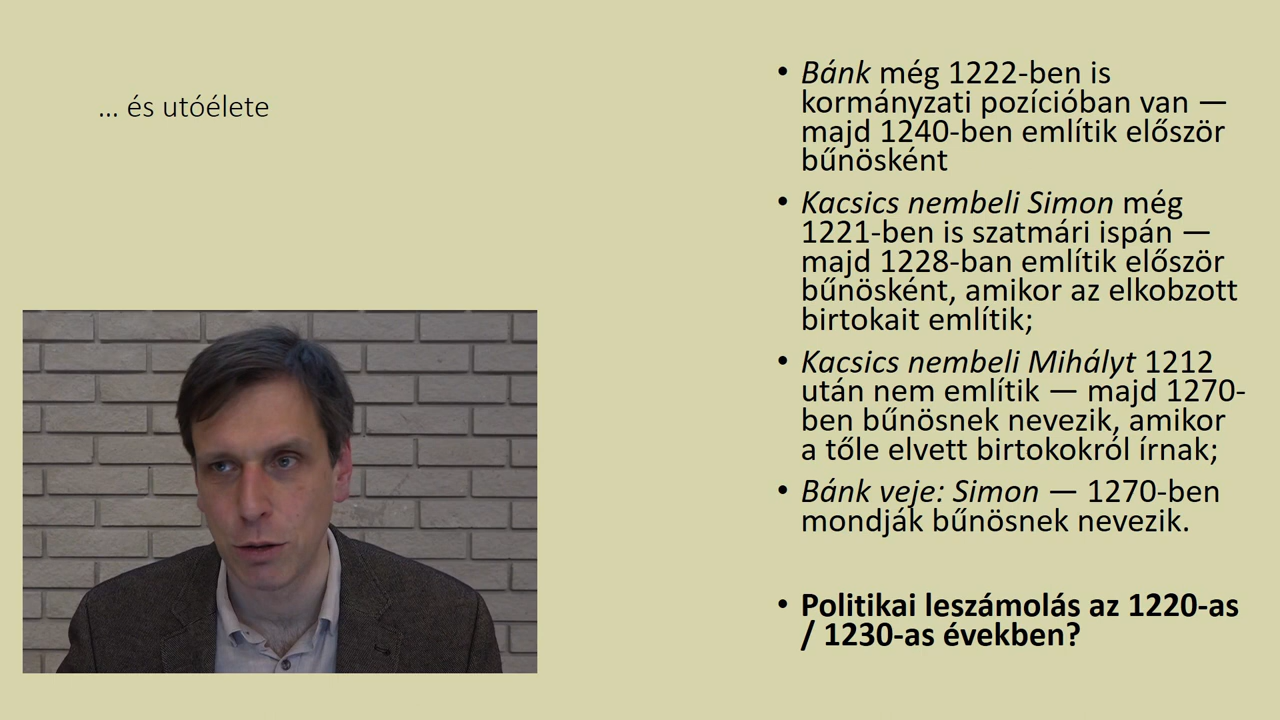 ... és utóélete
• Bánk még 1222-ben is
kormányzati pozícióban van —
majd 1240-ben említik először
bűnösként
• Kacsics nembeli Simon még
1221-ben is szatmári ispán —
majd 1228-ban említik először
bűnösként, amikor az elkobzott
birtokait említik;
• Kacsics nembeli Mihályt 1212
után nem említik — majd 1270-
ben bűnösnek nevezik, amikor
a tőle elvett birtokokról írnak;
• Bánk veje: Simon — 1270-ben
mondják bűnösnek nevezik.
• Politikai leszámolás az 1220-as
/ 1230-as években?